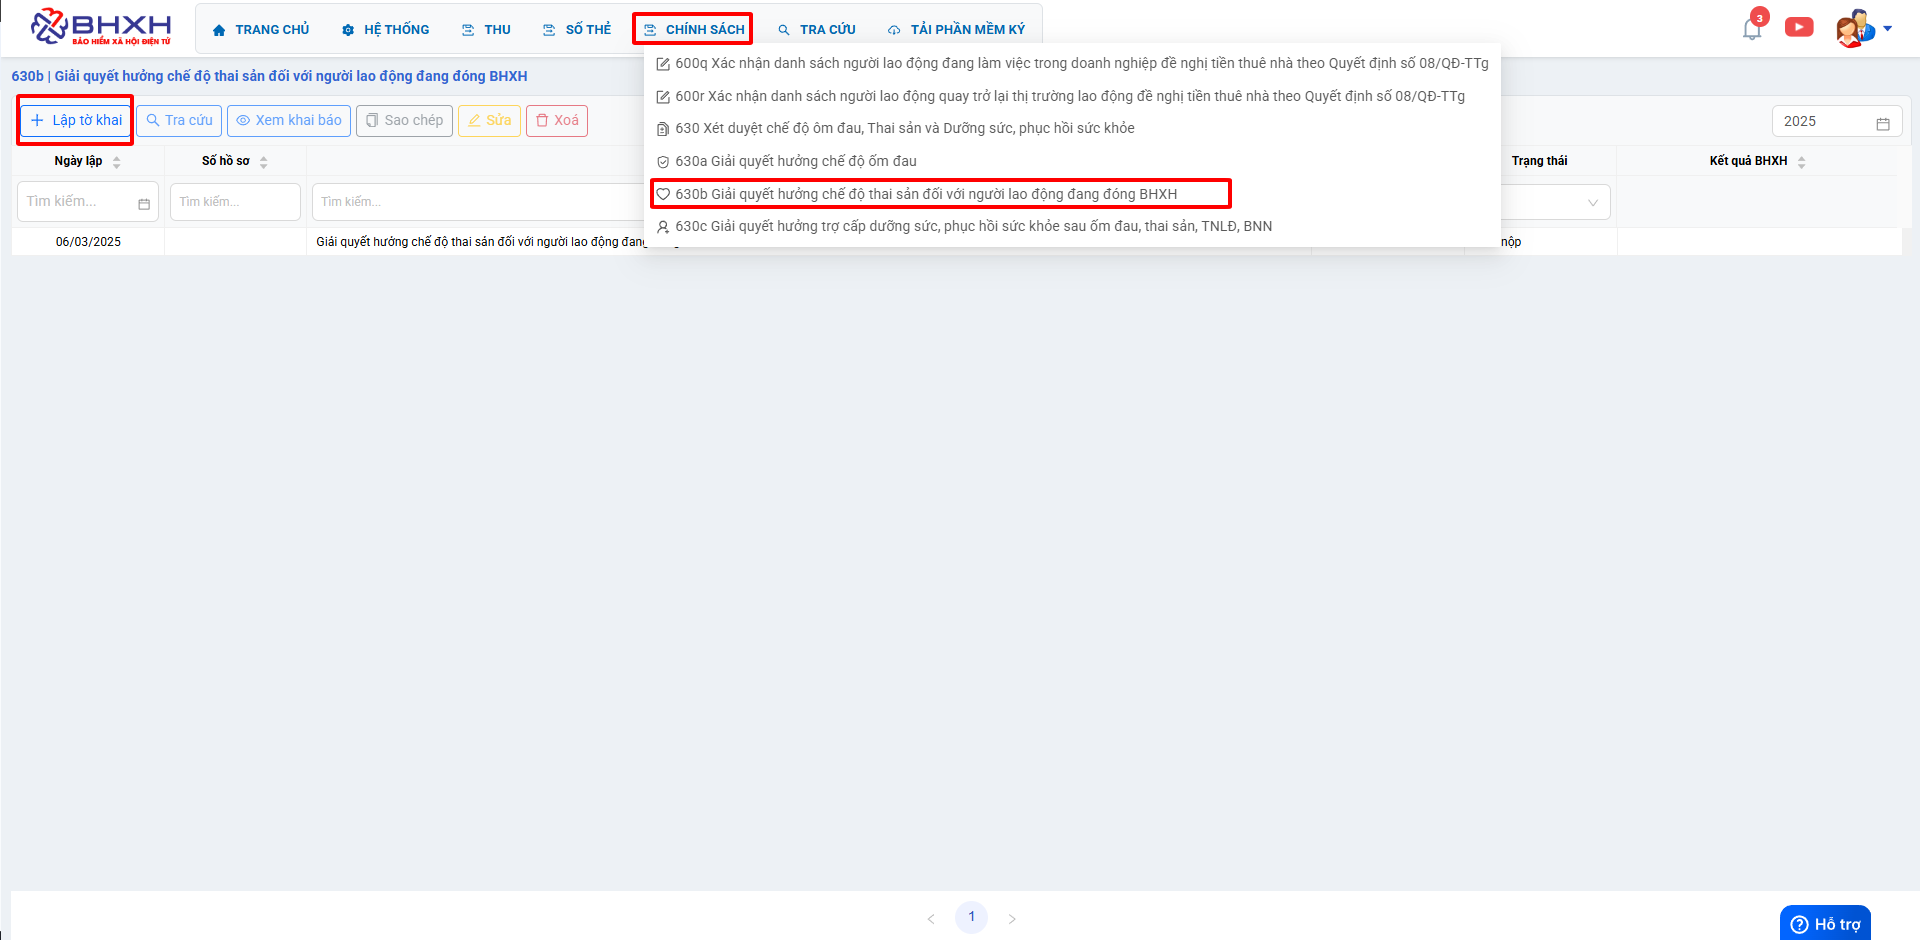 BHXH
BẢO HIỂM XÃ HỘI ĐIỆN TỬ
TRANG CHỦ
HỆ THỐNG
THU
SỔ THẺ
CHÍNH SÁCH
TRA CỨU
TẢI PHẦN MỀM KÝ
3
600q Xác nhận danh sách người lao động đang làm việc trong doanh nghiệp đề nghị tiền thuê nhà theo Quyết định số 08/QĐ-TTg
600r Xác nhận danh sách người lao động quay trở lại thị trường lao động đề nghị tiền thuê nhà theo Quyết định số 08/QĐ-TTg
630 Xét duyệt chế độ ôm đau, Thai sản và Dưỡng sức, phục hồi sức khỏe
630a Giải quyết hưởng chế độ ốm đau
630b Giải quyết hưởng chế độ thai sản đối với người lao động đang đóng BHXH
630c Giải quyết hưởng trợ cấp dưỡng sức, phục hồi sức khỏe sau ốm đau, thai sản, TNLĐ, BNN
630b | Giải quyết hưởng chế độ thai sản đối với người lao động đang đóng BHXH
Lập tờ khai
Tra cứu
Xem khai báo
Sao chép
Sửa
Xoá
2025
Ngày lập
Số hồ sơ
Trạng thái
Kết quả BHXH
Tìm kiếm...
Tìm kiếm...
Tìm kiếm...
06/03/2025
Giải quyết hưởng chế độ thai sản đối với người lao động đang
nộp
1
Hỗ trợ